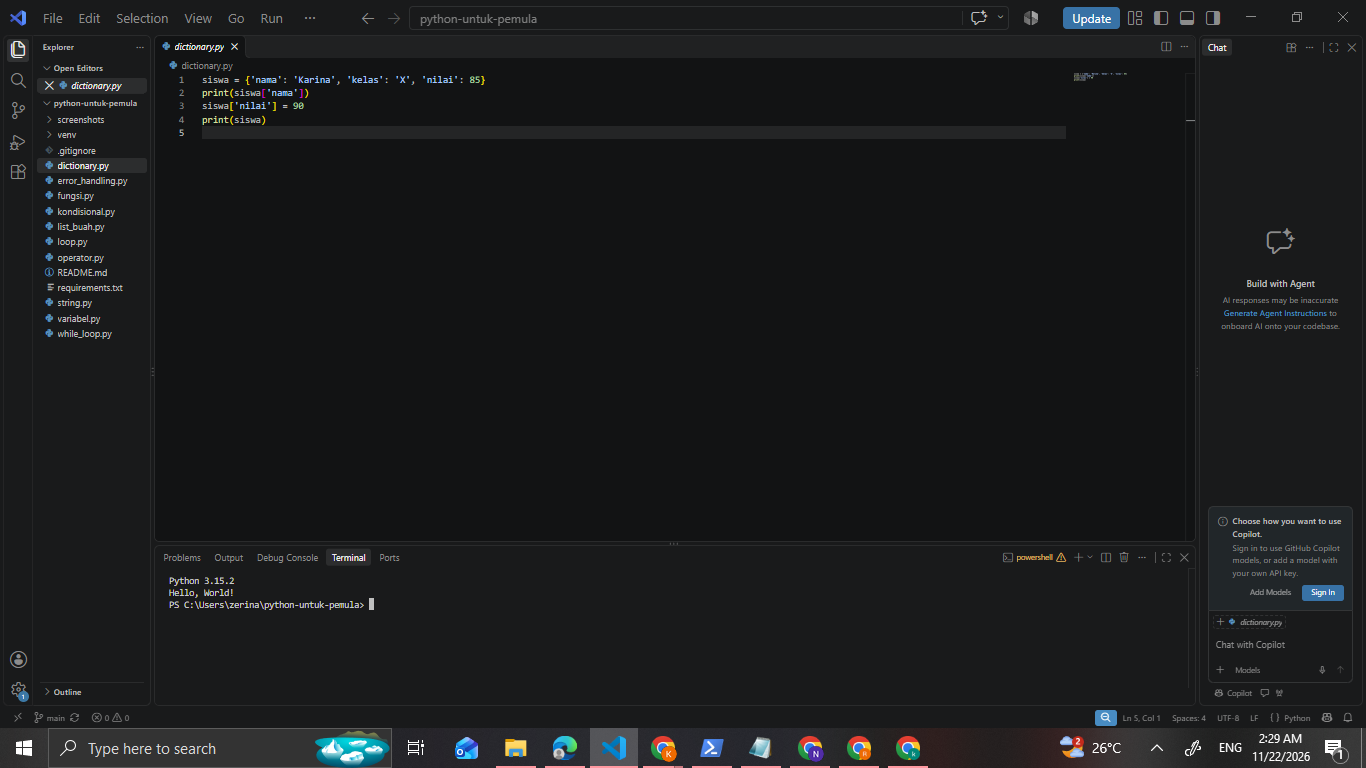 File Edit Selection View Go Run ··· python-untuk-pemula Update
Explorer ···
Open Editors
dictionary.py
python-untuk-pemula
screenshots
venv
.gitignore
dictionary.py
error_handling.py
fungsi.py
kondisional.py
list_buah.py
loop.py
operator.py
README.md
requirements.txt
string.py
variabel.py
while_loop.py
Outline
dictionary.py
dictionary.py
1 siswa = {'nama': 'Karina', 'kelas': 'X', 'nilai': 85}
2 print(siswa['nama'])
3 siswa['nilai'] = 90
4 print(siswa)
5
Problems Output Debug Console Terminal Ports
powershell
Python 3.15.2
Hello, World!
PS C:\Users\zerina\python-untuk-pemula>
Chat
Build with Agent
AI responses may be inaccurate
Generate Agent Instructions to
onboard AI onto your codebase.
Choose how you want to use
Copilot.
Sign in to use GitHub Copilot
models, or add a model with
your own API key.
Add Models Sign In
dictionary.py
Chat with Copilot
Models
Copilot
1
main 0 0
Ln 5, Col 1 Spaces: 4 UTF-8 LF { } Python
Type here to search
K
N
R
k
2
26°C
ENG
2:29 AM
11/22/2026
1